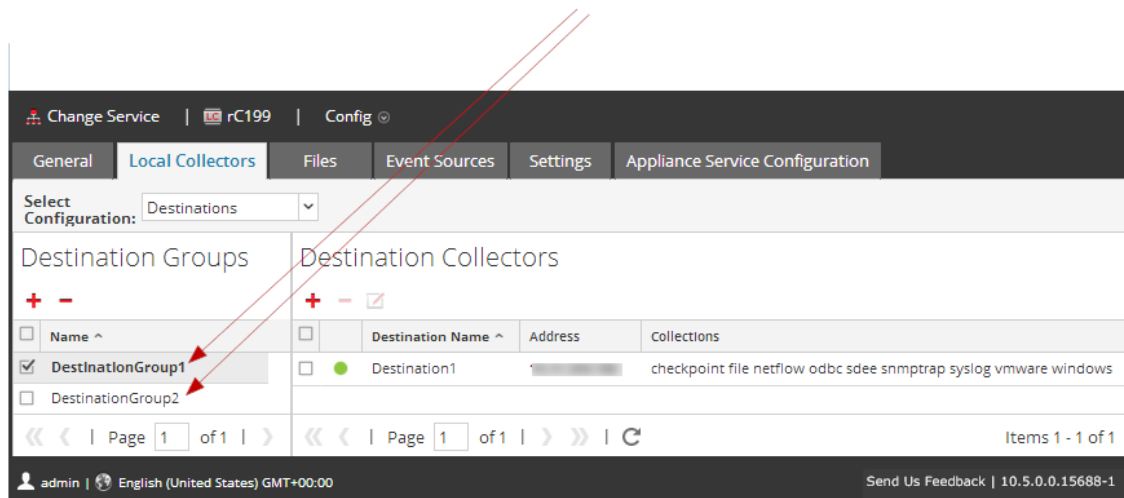 Change Service | LC rC199 | Config
General Local Collectors Files Event Sources Settings Appliance Service Configuration
Select Configuration: Destinations
Destination Groups
Name
DestinationGroup1
DestinationGroup2
Page 1 of 1
Destination Collectors
Destination Name Address Collections
Destination1 checkpoint file netflow odbc sdee snmptrap syslog vmware windows
Page 1 of 1 Items 1 - 1 of 1
admin | English (United States) GMT+00:00 Send Us Feedback | 10.5.0.0.15688-1